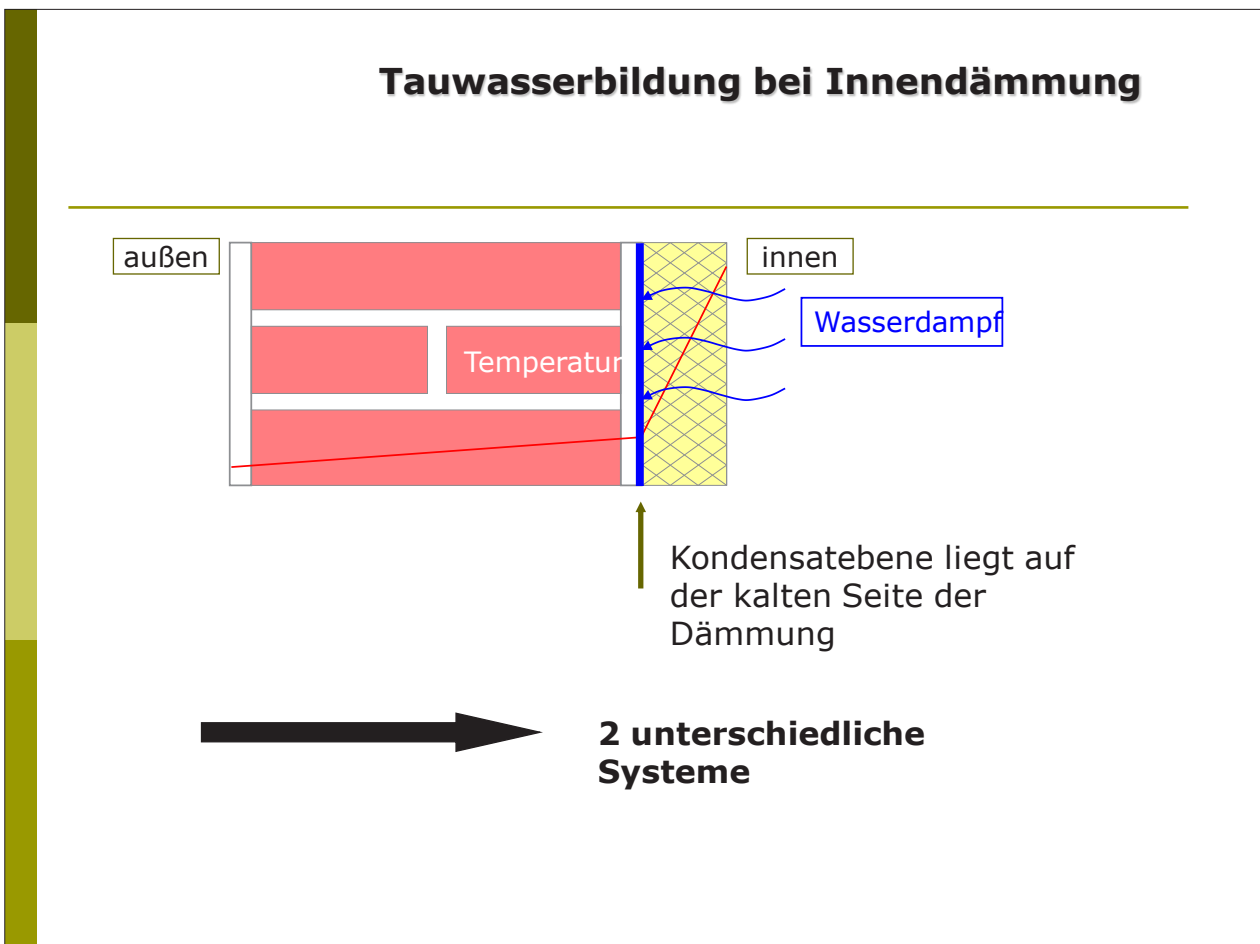 Tauwasserbildung bei Innendämmung
außen
innen
Wasserdampf
Temperatur
Kondensatebene liegt auf
der kalten Seite der
Dämmung
2 unterschiedliche
Systeme